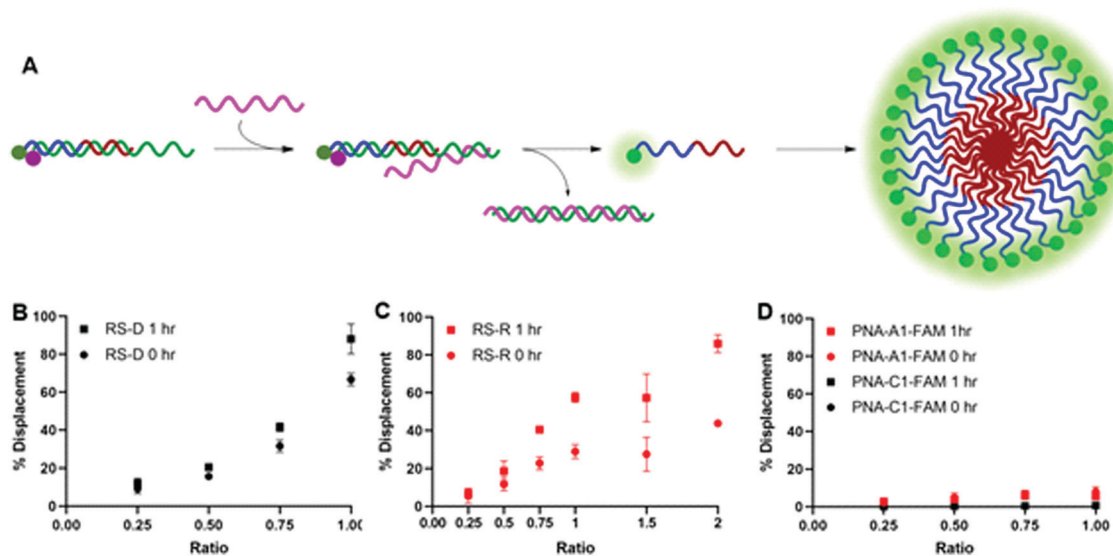 A
B
RS-D 1 hr
RS-D 0 hr
% Displacement
100
80
60
40
20
0
0.00 0.25 0.50 0.75 1.00
Ratio
C
RS-R 1 hr
RS-R 0 hr
% Displacement
100
80
60
40
20
0
0.00 0.25 0.5 0.75 1 1.5 2
Ratio
D
PNA-A1-FAM 1hr
PNA-A1-FAM 0 hr
PNA-C1-FAM 1 hr
PNA-C1-FAM 0 hr
% Displacement
100
80
60
40
20
0
0.00 0.25 0.50 0.75 1.00
Ratio